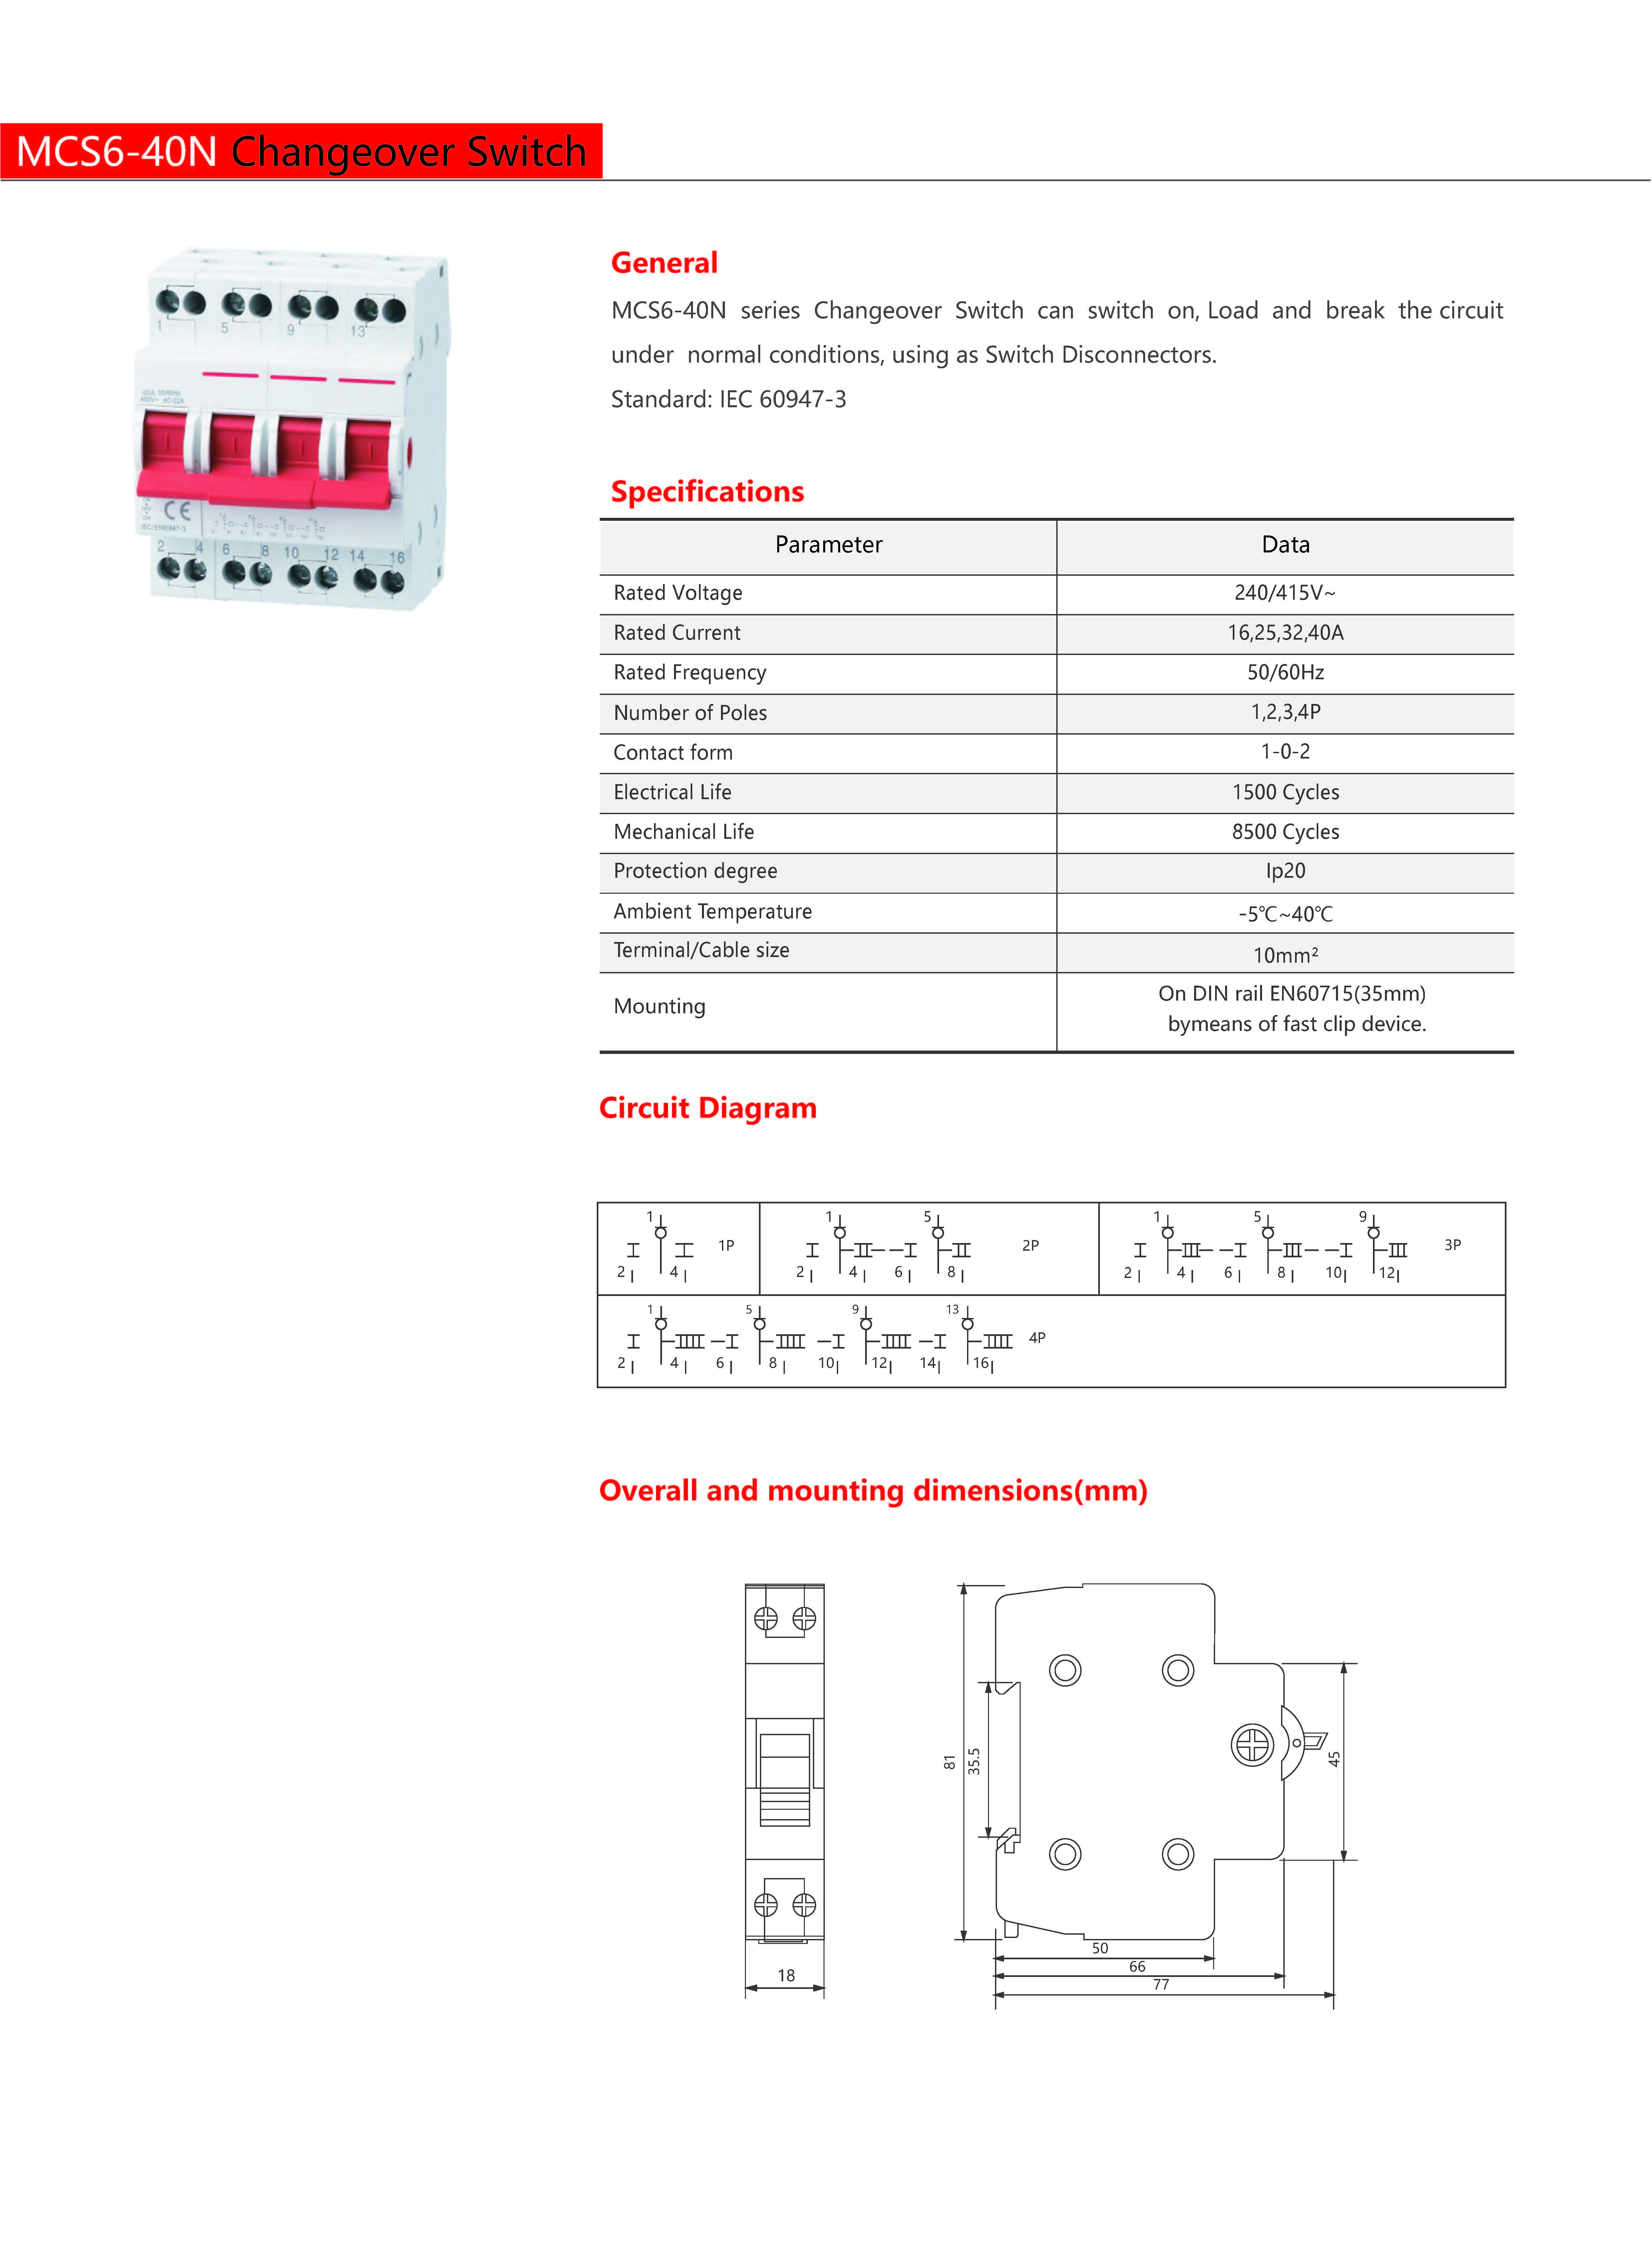 MCS6-40N Changeover Switch
1 5 9 13
CE
IEC/EN60947-3
2 4 6 8 10 12 14 16
General
MCS6-40N series Changeover Switch can switch on, Load and break the circuit
under normal conditions, using as Switch Disconnectors.
Standard: IEC 60947-3
Specifications
Parameter Data
Rated Voltage 240/415V~
Rated Current 16,25,32,40A
Rated Frequency 50/60Hz
Number of Poles 1,2,3,4P
Contact form 1-0-2
Electrical Life 1500 Cycles
Mechanical Life 8500 Cycles
Protection degree Ip20
Ambient Temperature -5℃~40℃
Terminal/Cable size 10mm²
Mounting On DIN rail EN60715(35mm)
bymeans of fast clip device.
Circuit Diagram
1 1 5 1 5 9
1P 2P 3P
2 4 2 4 6 8 2 4 6 8 10 12
1 5 9 13
4P
2 4 6 8 10 12 14 16
Overall and mounting dimensions(mm)
81
35.5
45
50
66
77
18